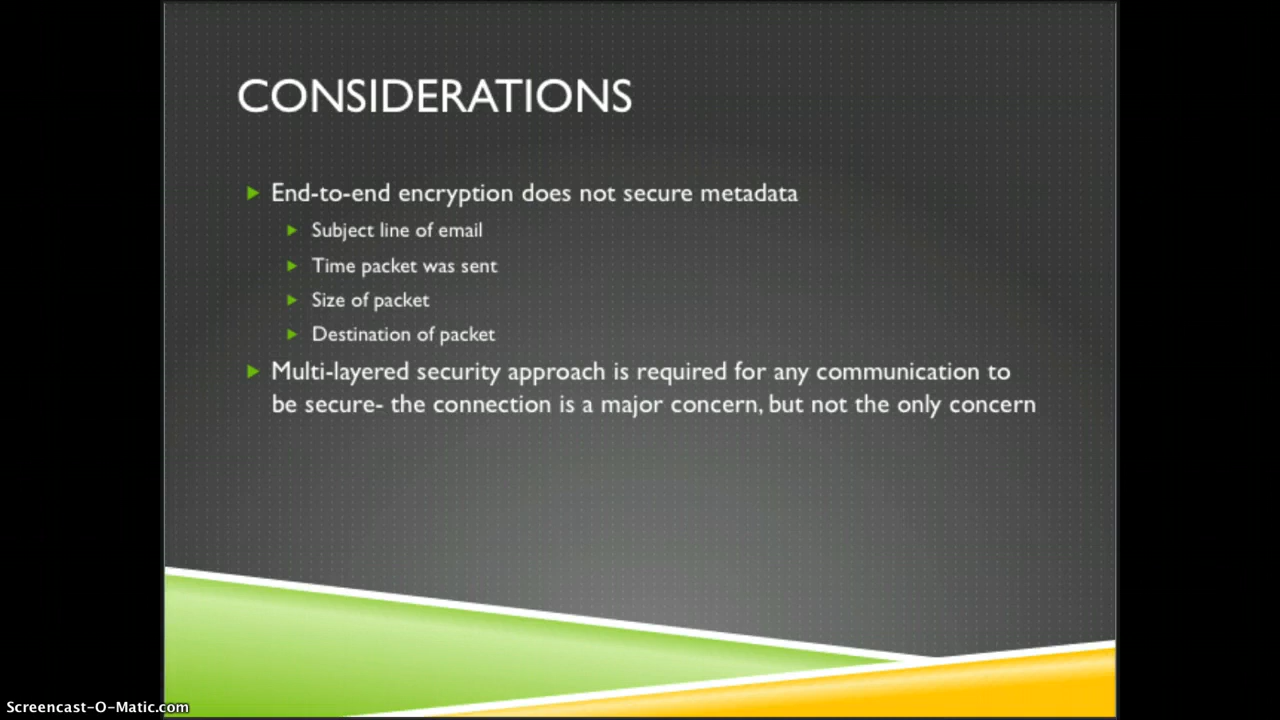 CONSIDERATIONS
End-to-end encryption does not secure metadata
Subject line of email
Time packet was sent
Size of packet
Destination of packet
Multi-layered security approach is required for any communication to
be secure- the connection is a major concern, but not the only concern
Screencast-O-Matic.com